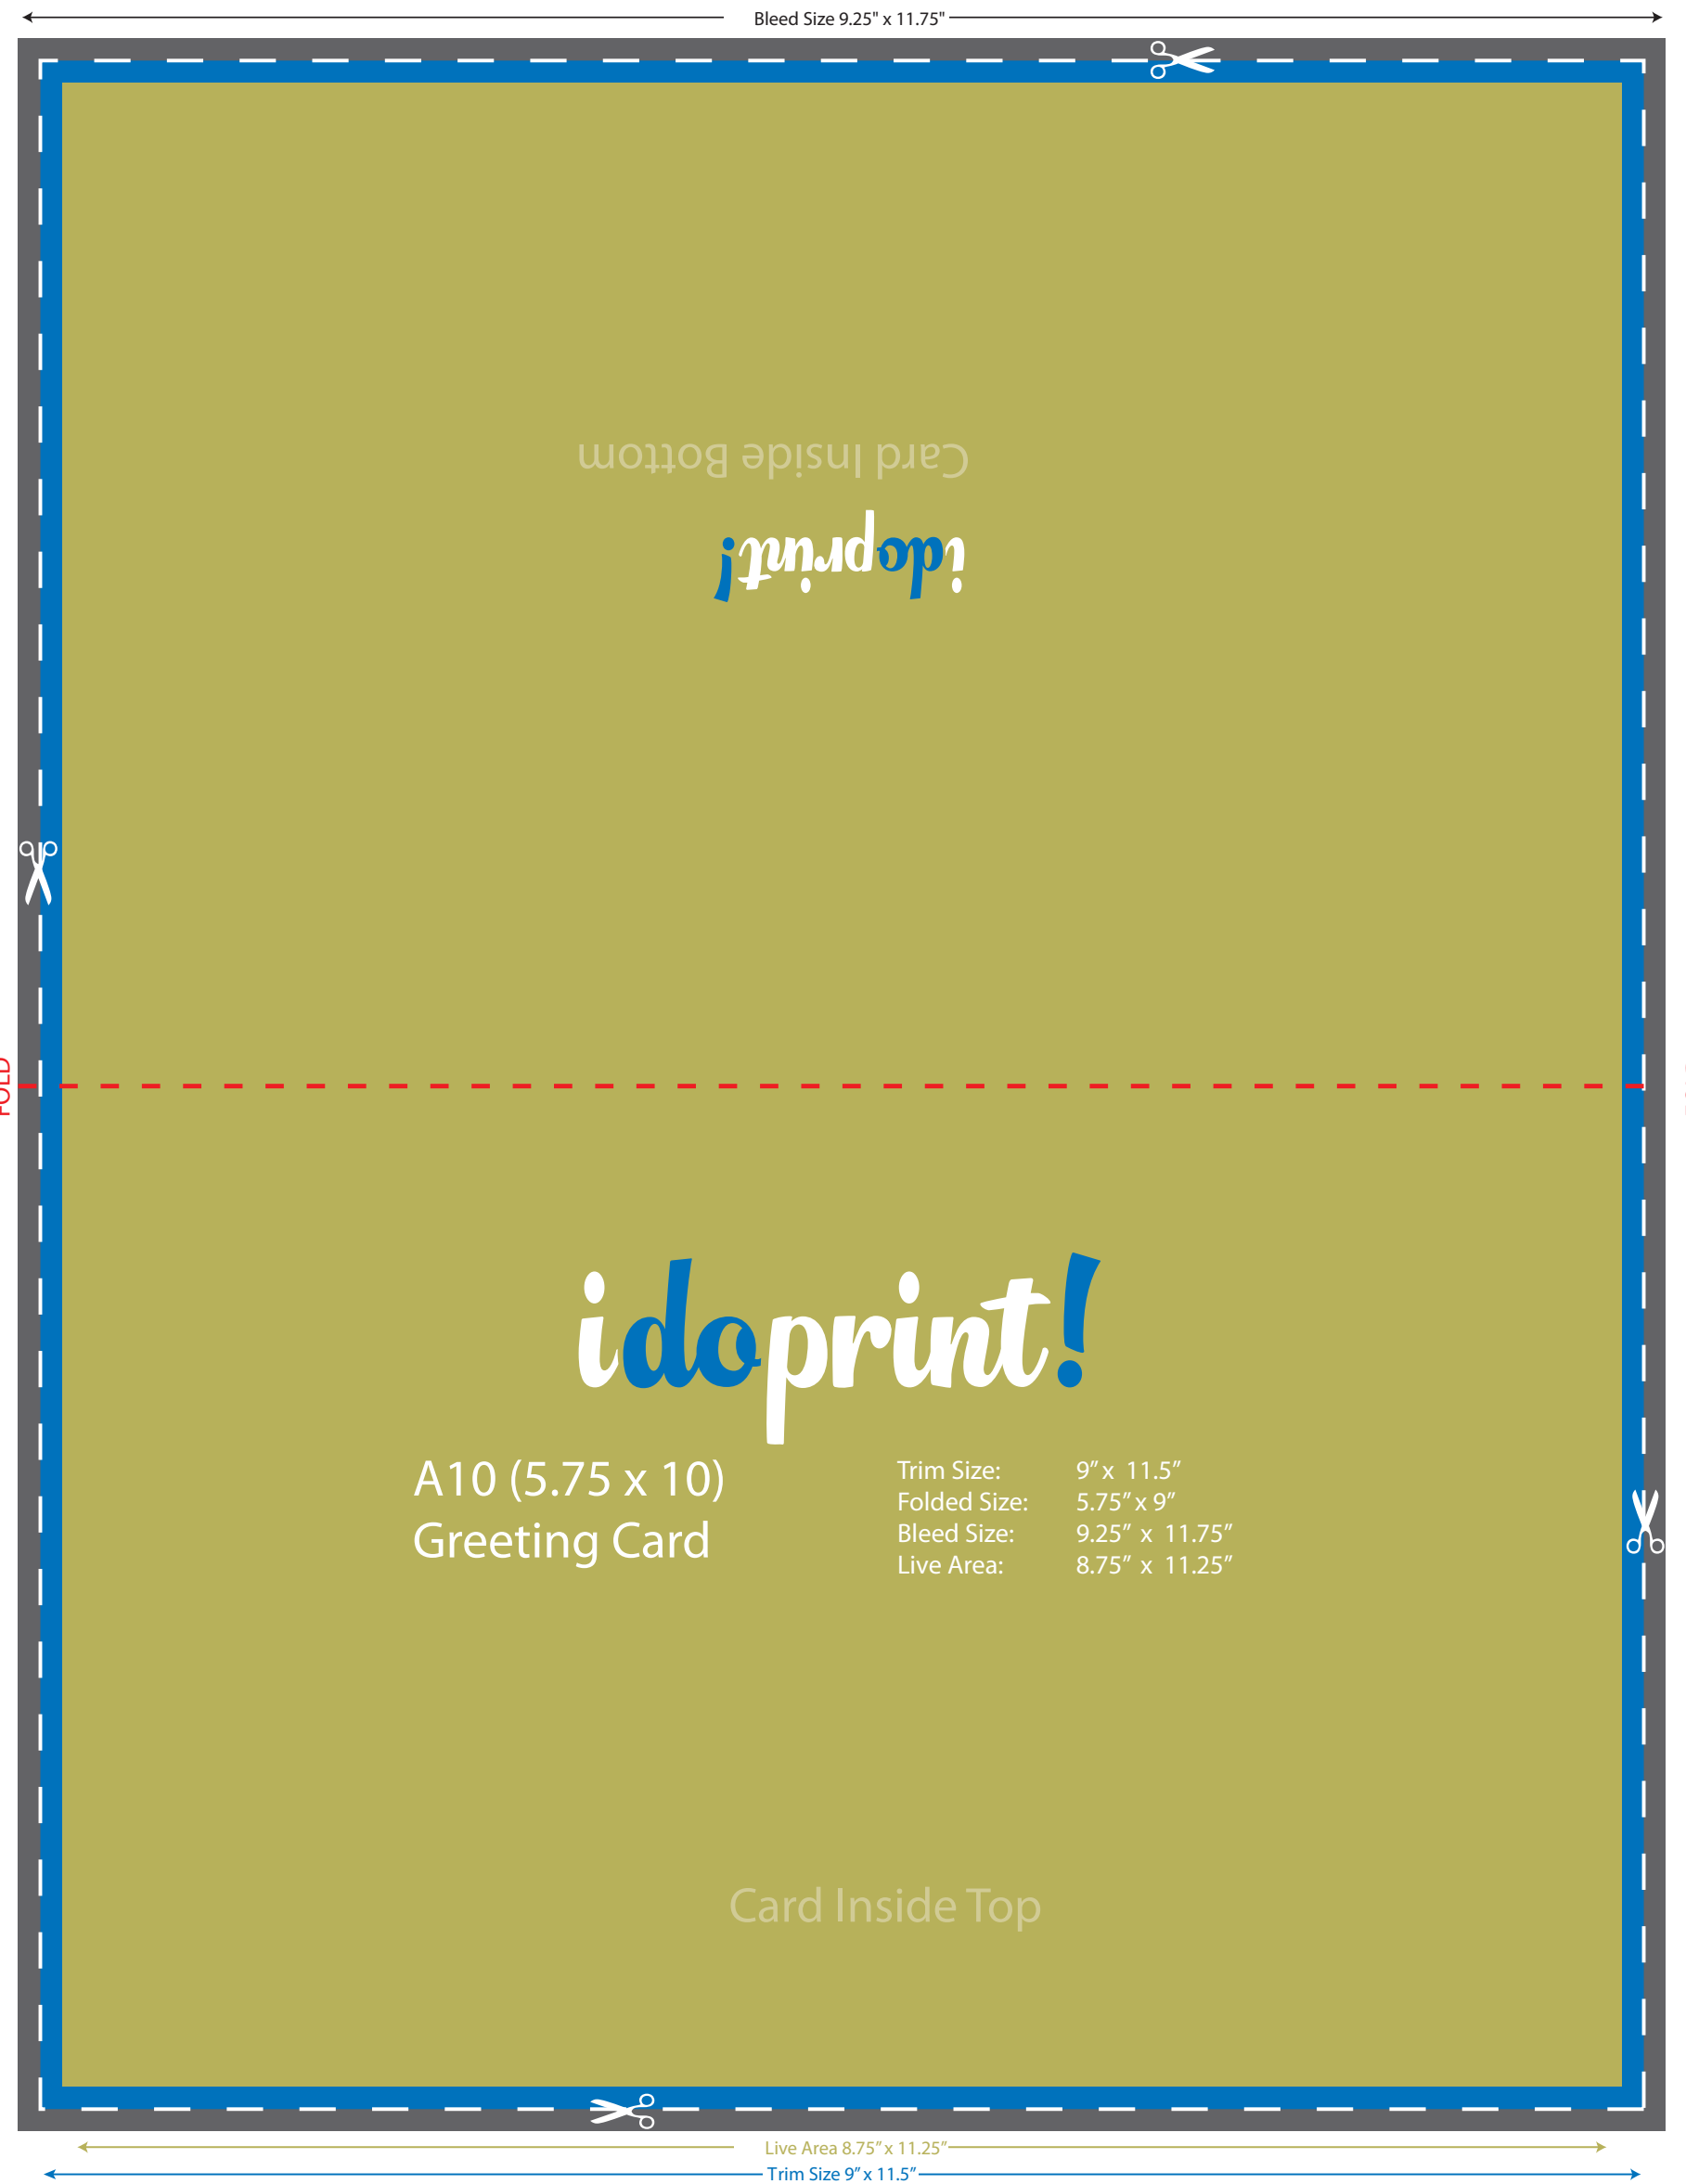 Bleed Size 9.25" x 11.75"
Card Inside Bottom
idoprint!
FOLD
idoprint!
A10 (5.75 x 10)
Greeting Card
Trim Size: 9” x 11.5”
Folded Size: 5.75” x 9”
Bleed Size: 9.25” x 11.75”
Live Area: 8.75” x 11.25”
Card Inside Top
Live Area 8.75” x 11.25”
Trim Size 9” x 11.5”